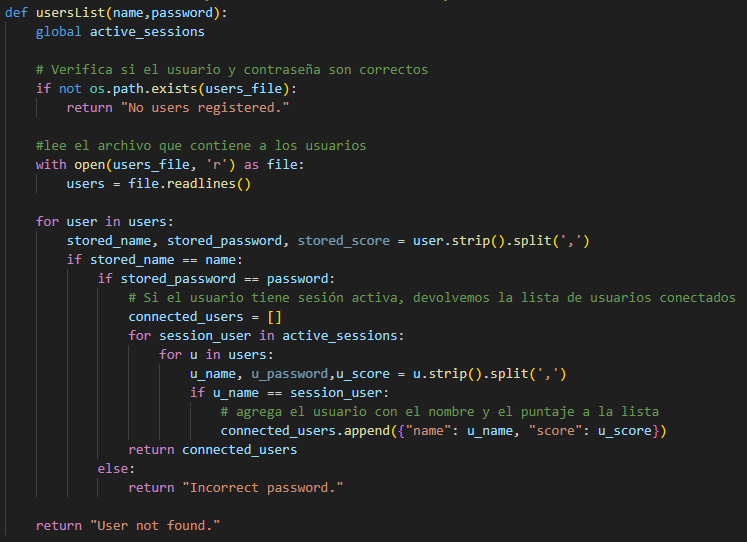 def usersList(name,password):
    global active_sessions

    # Verifica si el usuario y contraseña son correctos
    if not os.path.exists(users_file):
        return "No users registered."

    #lee el archivo que contiene a los usuarios
    with open(users_file, 'r') as file:
        users = file.readlines()

    for user in users:
        stored_name, stored_password, stored_score = user.strip().split(',')
        if stored_name == name:
            if stored_password == password:
                # Si el usuario tiene sesión activa, devolvemos la lista de usuarios conectados
                connected_users = []
                for session_user in active_sessions:
                    for u in users:
                        u_name, u_password,u_score = u.strip().split(',')
                        if u_name == session_user:
                            # agrega el usuario con el nombre y el puntaje a la lista
                            connected_users.append({"name": u_name, "score": u_score})
                return connected_users
            else:
                return "Incorrect password."

    return "User not found."